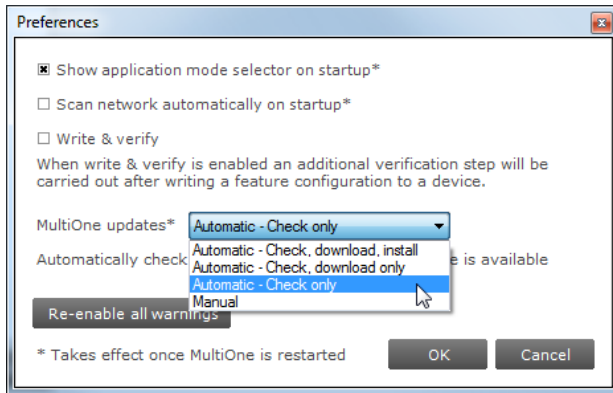 Preferences
Show application mode selector on startup*
Scan network automatically on startup*
Write & verify
When write & verify is enabled an additional verification step will be
carried out after writing a feature configuration to a device.
MultiOne updates* Automatic - Check only
Automatic - Check, download, install
Automatic - Check, download only
Automatic - Check only
Manual
Automatically check e is available
Re-enable all warnings
* Takes effect once MultiOne is restarted OK Cancel